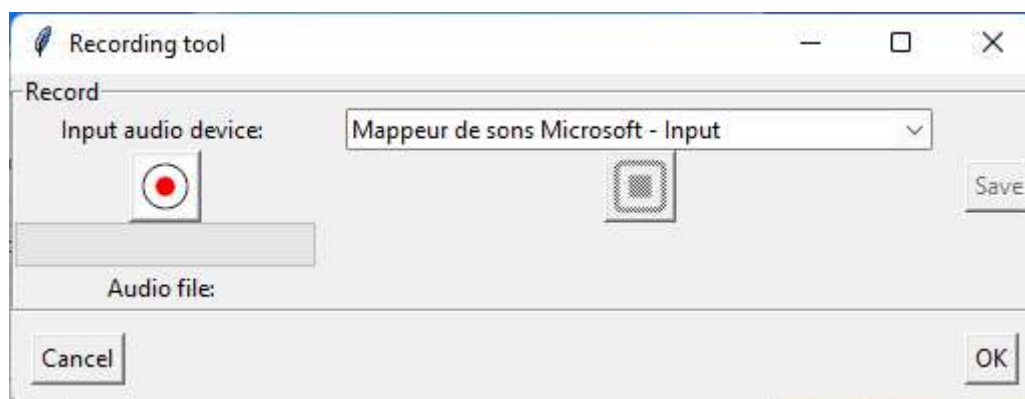 Recording tool
Record
Input audio device: Mappeur de sons Microsoft - Input
Save
Audio file:
Cancel OK